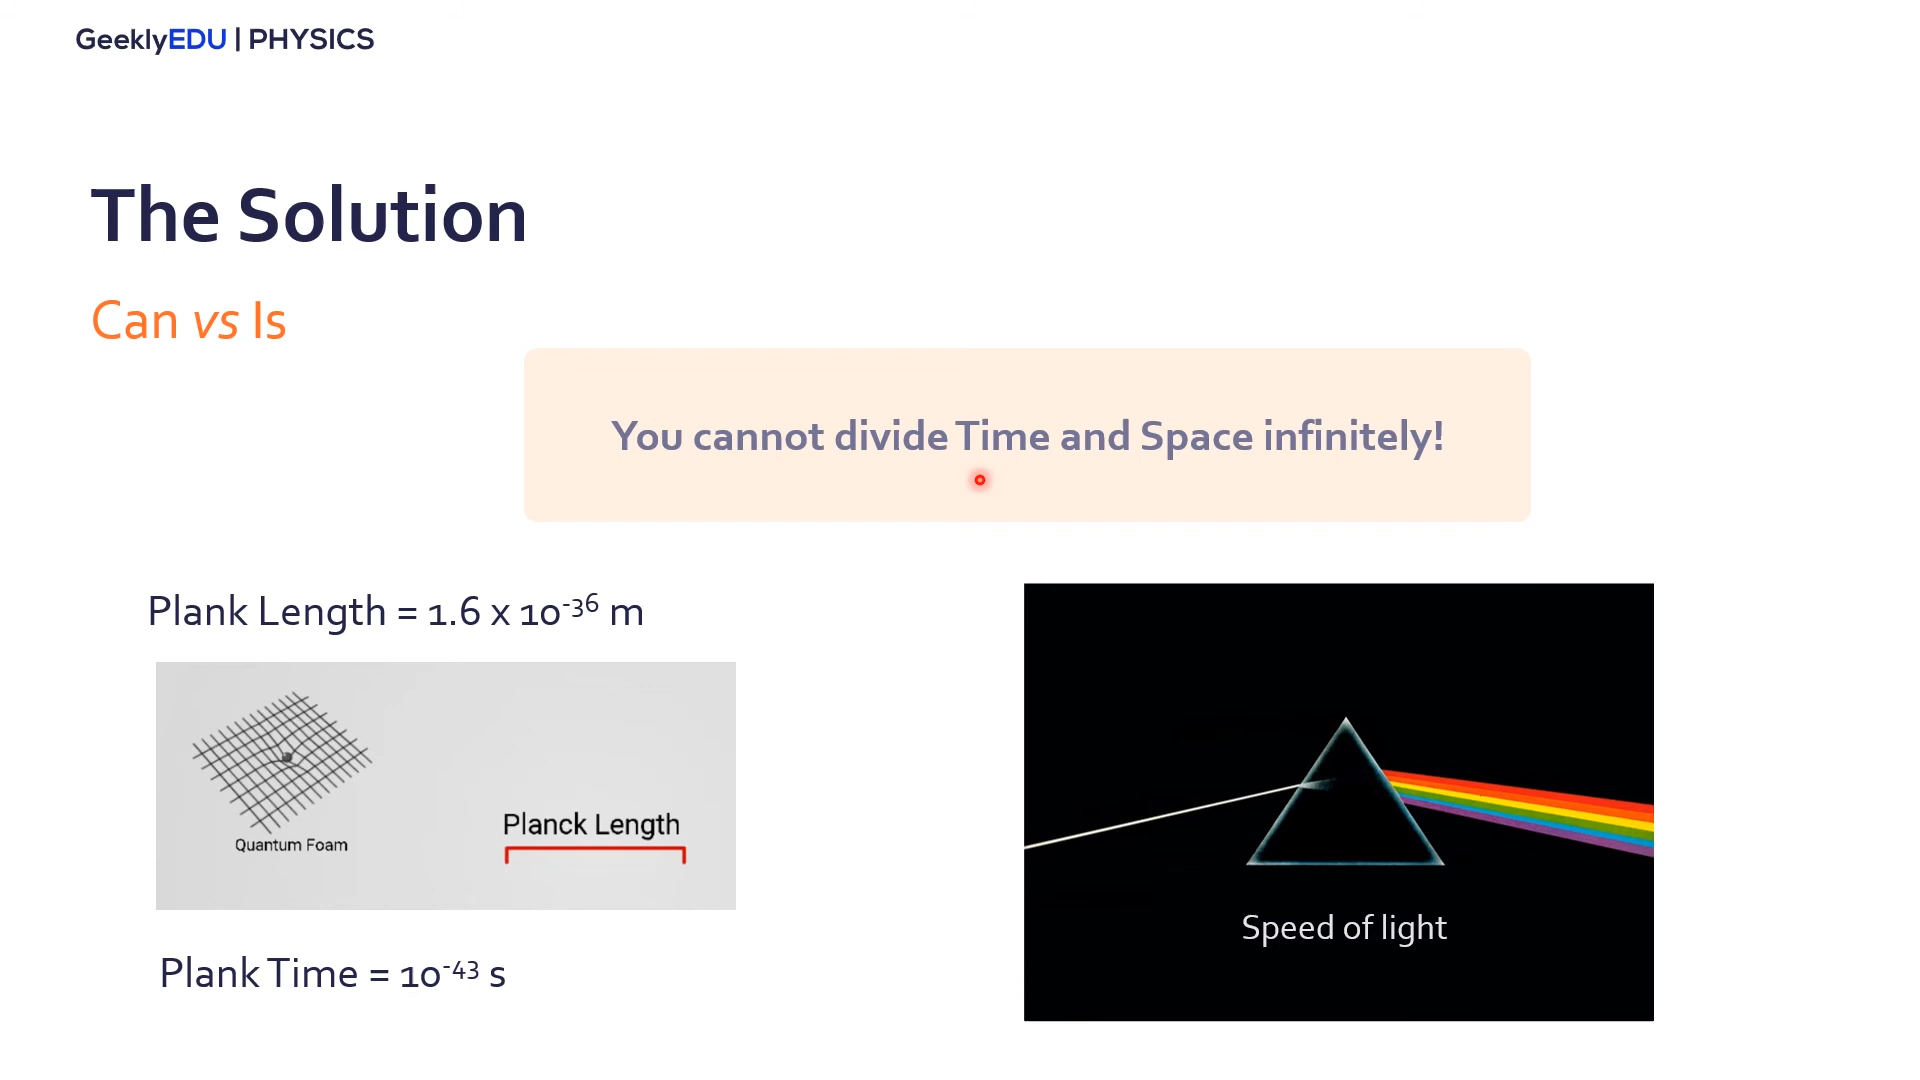 GeeklyEDU | PHYSICS
The Solution
Can vs Is
You cannot divide Time and Space infinitely!
Plank Length = 1.6 x 10⁻³⁶ m
Quantum Foam
Planck Length
Plank Time = 10⁻⁴³ s
Speed of light